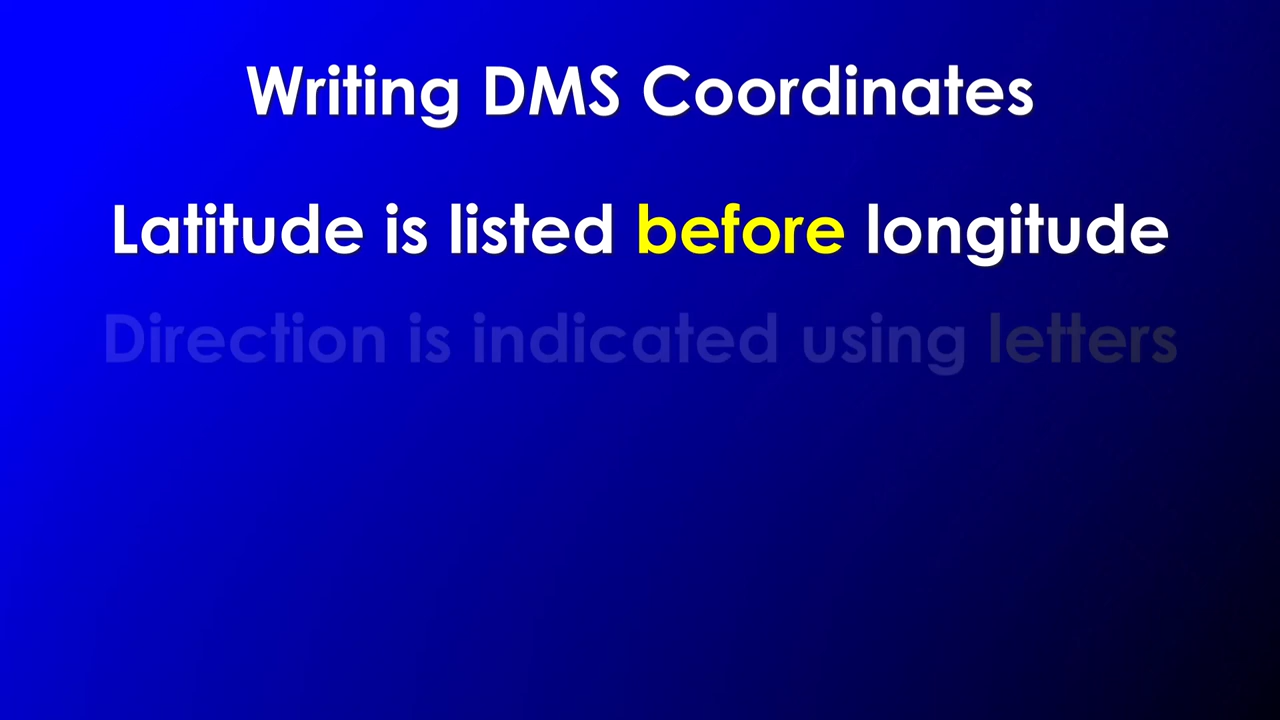 Writing DMS Coordinates
Latitude is listed before longitude
Direction is indicated using letters